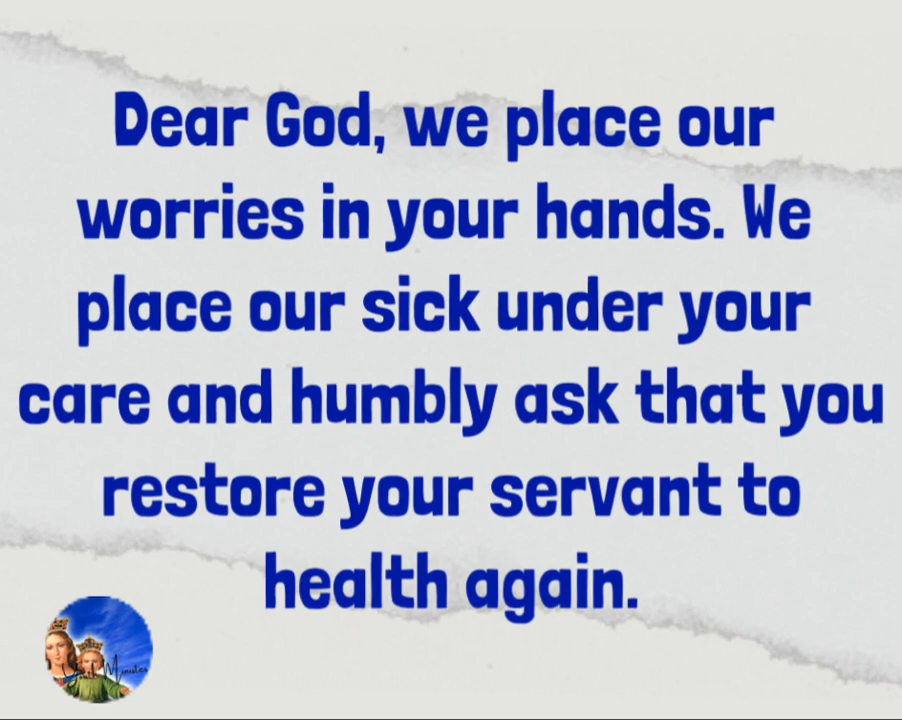 Dear God, we place our
worries in your hands. We
place our sick under your
care and humbly ask that you
restore your servant to
health again.
Minutes